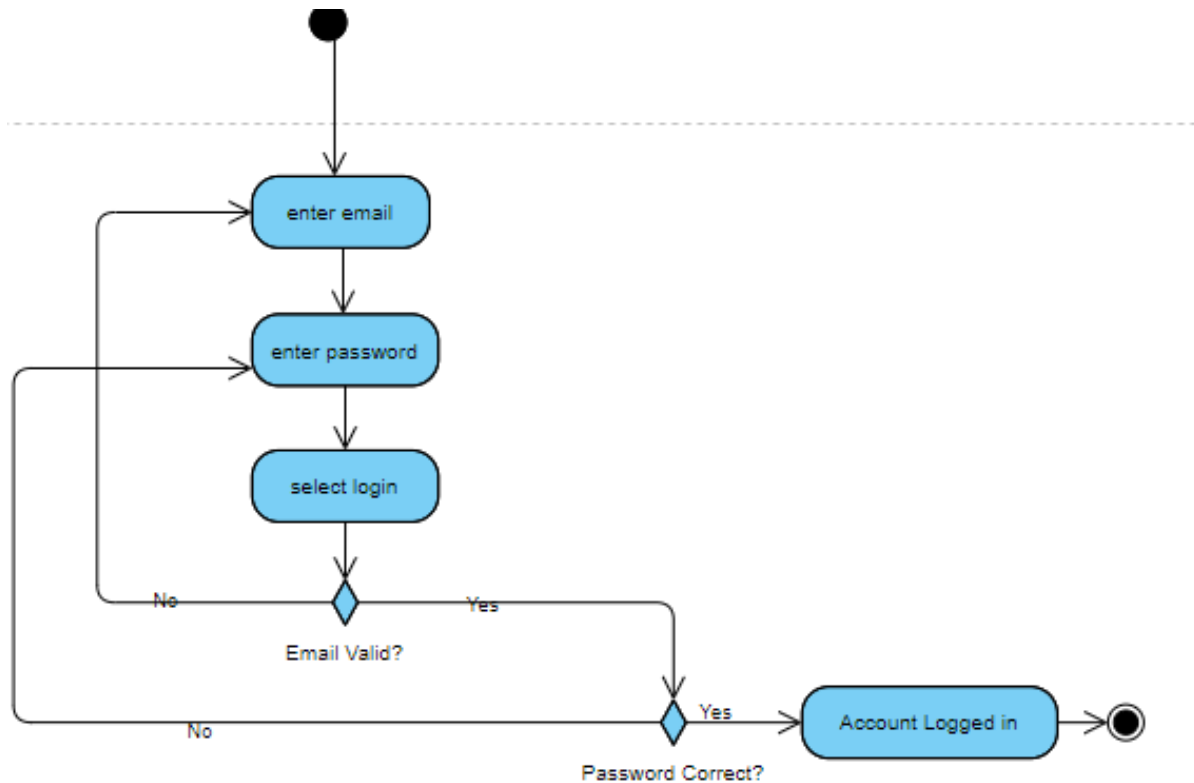 enter email
enter password
select login
No
Yes
Email Valid?
No
Yes
Account Logged in
Password Correct?